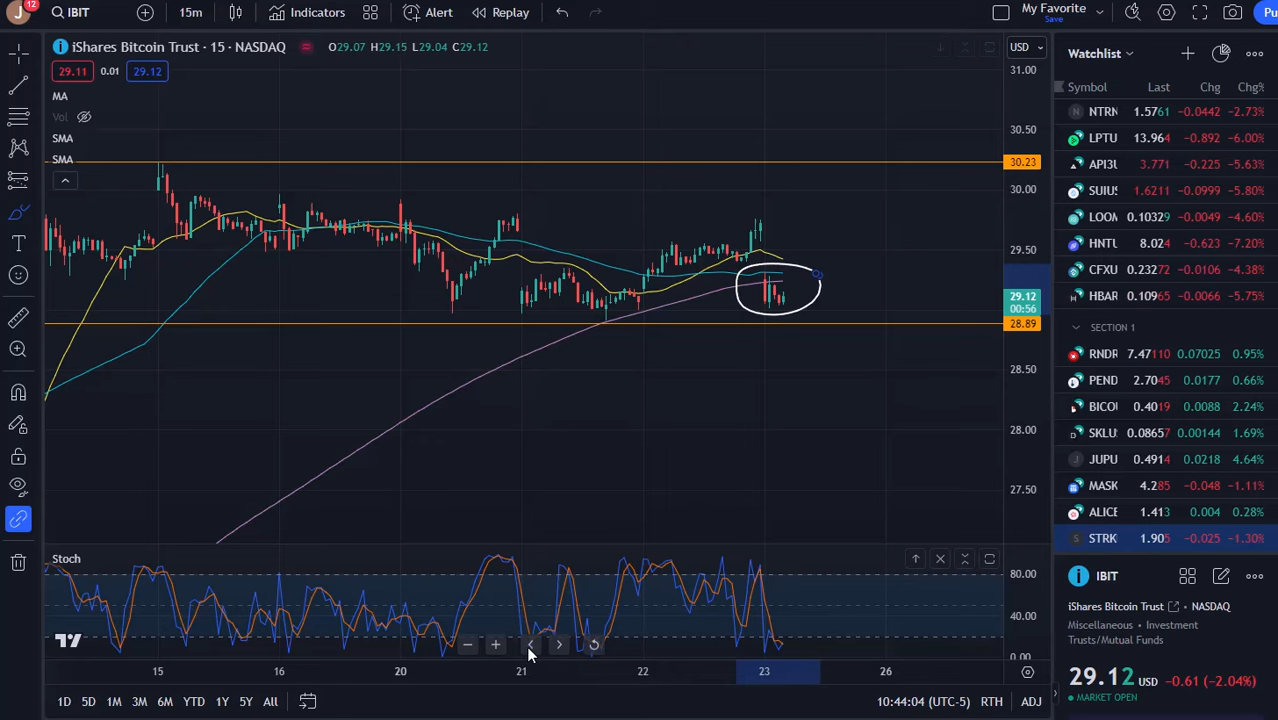 J 12 IBIT 15m Indicators Alert Replay My Favorite Save Pu
iShares Bitcoin Trust · 15 · NASDAQ O29.07 H29.15 L29.04 C29.12
29.11 0.01 29.12
MA
Vol
SMA
SMA
USD
31.00
30.50
30.23
30.00
29.50
29.12
00:56
28.89
28.50
28.00
27.50
Stoch
80.00
40.00
0.00
15 16 20 21 22 23 26
1D 5D 1M 3M 6M YTD 1Y 5Y All 10:44:04 (UTC-5) RTH ADJ
Watchlist
Symbol Last Chg Chg%
NTRN 1.5761 −0.0442 −2.73%
LPTU 13.964 −0.892 −6.00%
API3U 3.771 −0.225 −5.63%
SUIUS 1.6211 −0.0999 −5.80%
LOOM 0.10329 −0.0049 −4.60%
HNTU 8.024 −0.623 −7.20%
CFXU 0.23272 −0.0106 −4.38%
HBAR 0.10965 −0.0066 −5.75%
SECTION 1
RNDR 7.47110 0.07025 0.95%
PEND 2.7045 0.0177 0.66%
BICO 0.4019 0.0088 2.24%
SKLUS 0.08657 0.00144 1.69%
JUPU 0.4914 0.0218 4.64%
MASK 4.285 −0.048 −1.11%
ALICE 1.413 0.004 0.28%
STRK 1.905 −0.025 −1.30%
IBIT
iShares Bitcoin Trust · NASDAQ
Miscellaneous · Investment
Trusts/Mutual Funds
29.12 USD −0.61 (−2.04%)
MARKET OPEN